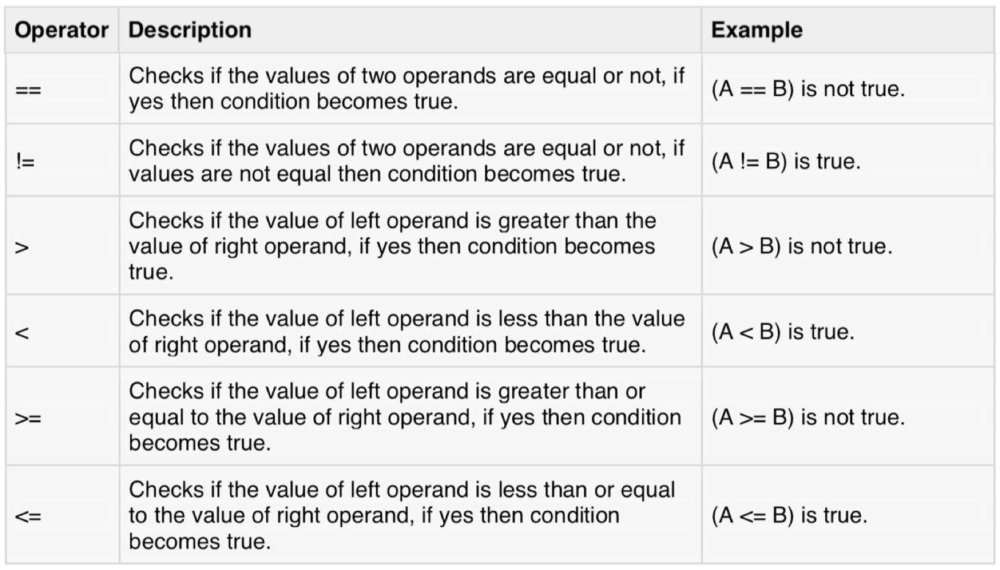 Operator Description Example
==
Checks if the values of two operands are equal or not, if
yes then condition becomes true.
(A == B) is not true.
!=
Checks if the values of two operands are equal or not, if
values are not equal then condition becomes true.
(A != B) is true.
>
Checks if the value of left operand is greater than the
value of right operand, if yes then condition becomes
true.
(A > B) is not true.
<
Checks if the value of left operand is less than the value
of right operand, if yes then condition becomes true.
(A < B) is true.
>=
Checks if the value of left operand is greater than or
equal to the value of right operand, if yes then condition
becomes true.
(A >= B) is not true.
<=
Checks if the value of left operand is less than or equal
to the value of right operand, if yes then condition
becomes true.
(A <= B) is true.